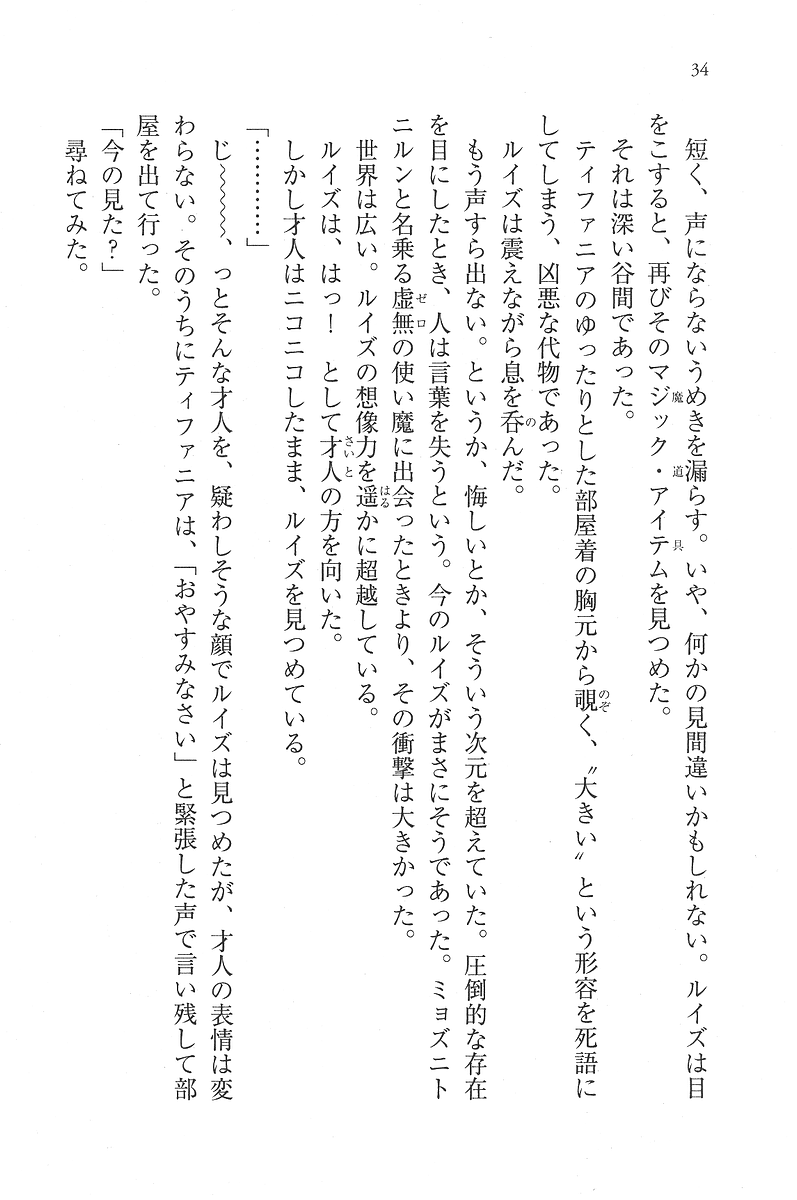 34
　短く、声にならないうめきを漏らす。いや、何かの見間違いかもしれない。ルイズは目
をこすると、再びそのマジック・アイテムを見つめた。
魔道具
　それは深い谷間であった。
　ティファニアのゆったりとした部屋着の胸元から覗く、〝大きい〟という形容を死語に
のぞ
してしまう、凶悪な代物であった。
　ルイズは震えながら息を呑んだ。
の
　もう声すら出ない。というか、悔しいとか、そういう次元を超えていた。圧倒的な存在
を目にしたとき、人は言葉を失うという。今のルイズがまさにそうであった。ミョズニト
ニルンと名乗る虚無の使い魔に出会ったときより、その衝撃は大きかった。
ゼロ
　世界は広い。ルイズの想像力を遥かに超越している。
はる
　ルイズは、はっ！　として才人の方を向いた。
さいと
　しかし才人はニコニコしたまま、ルイズを見つめている。
「…………」
　じ～～～～、っとそんな才人を、疑わしそうな顔でルイズは見つめたが、才人の表情は変
わらない。そのうちにティファニアは、「おやすみなさい」と緊張した声で言い残して部
屋を出て行った。
「今の見た？」
　尋ねてみた。